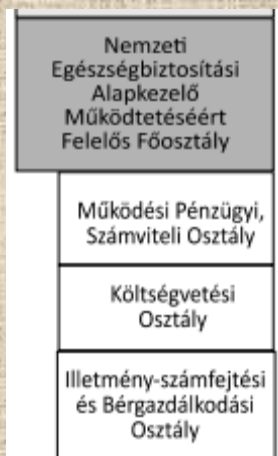 Nemzeti
Egészségbiztosítási
Alapkezelő
Működtetéséért
Felelős Főosztály
Működési Pénzügyi,
Számviteli Osztály
Költségvetési
Osztály
Illetmény-számfejtési
és Bérgazdálkodási
Osztály